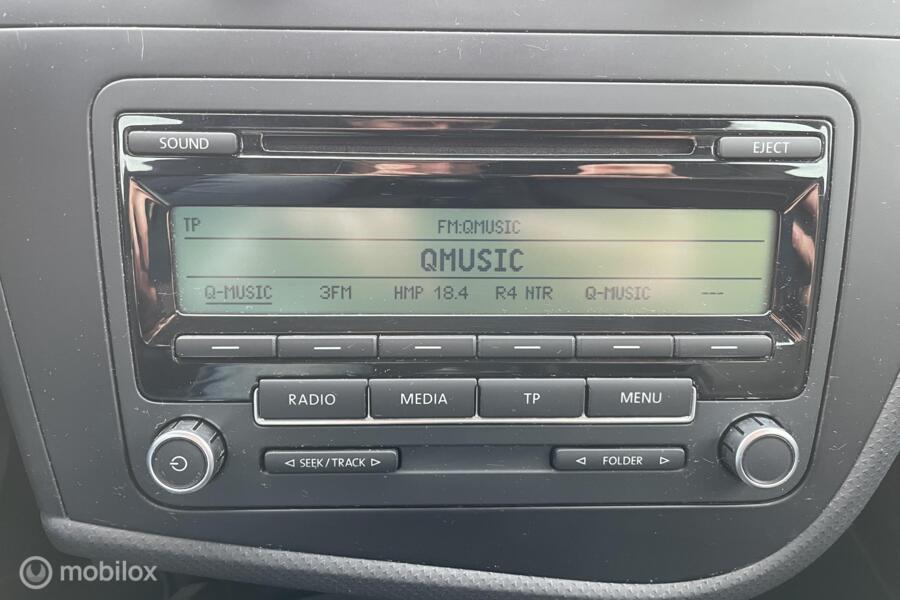 SOUND EJECT
TP FM:QMUSIC
QMUSIC
Q-MUSIC 3FM HMP 18.4 R4 NTR Q-MUSIC ---
RADIO MEDIA TP MENU
SEEK / TRACK FOLDER
mobilox